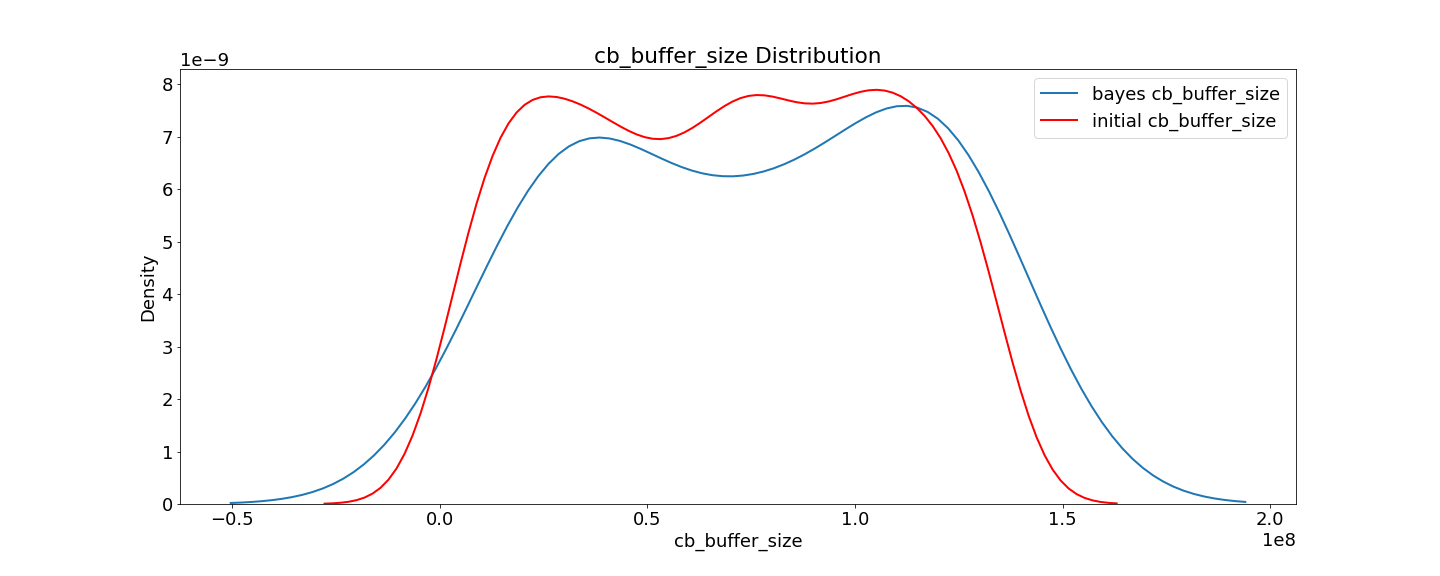 cb_buffer_size Distribution
1e−9
8
7
6
5
4
3
2
1
0
Density
bayes cb_buffer_size
initial cb_buffer_size
−0.5
0.0
0.5
1.0
1.5
2.0
1e8
cb_buffer_size